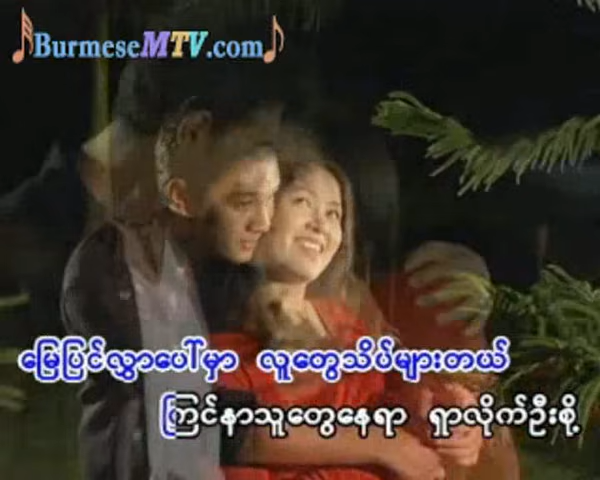 BurmeseMTV.com
မြေပြင်လွှာပေါ်မှာ လူတွေသိပ်များတယ်
ကြင်နာသူတွေနေရာ ရှာလိုက်ဦးစို့